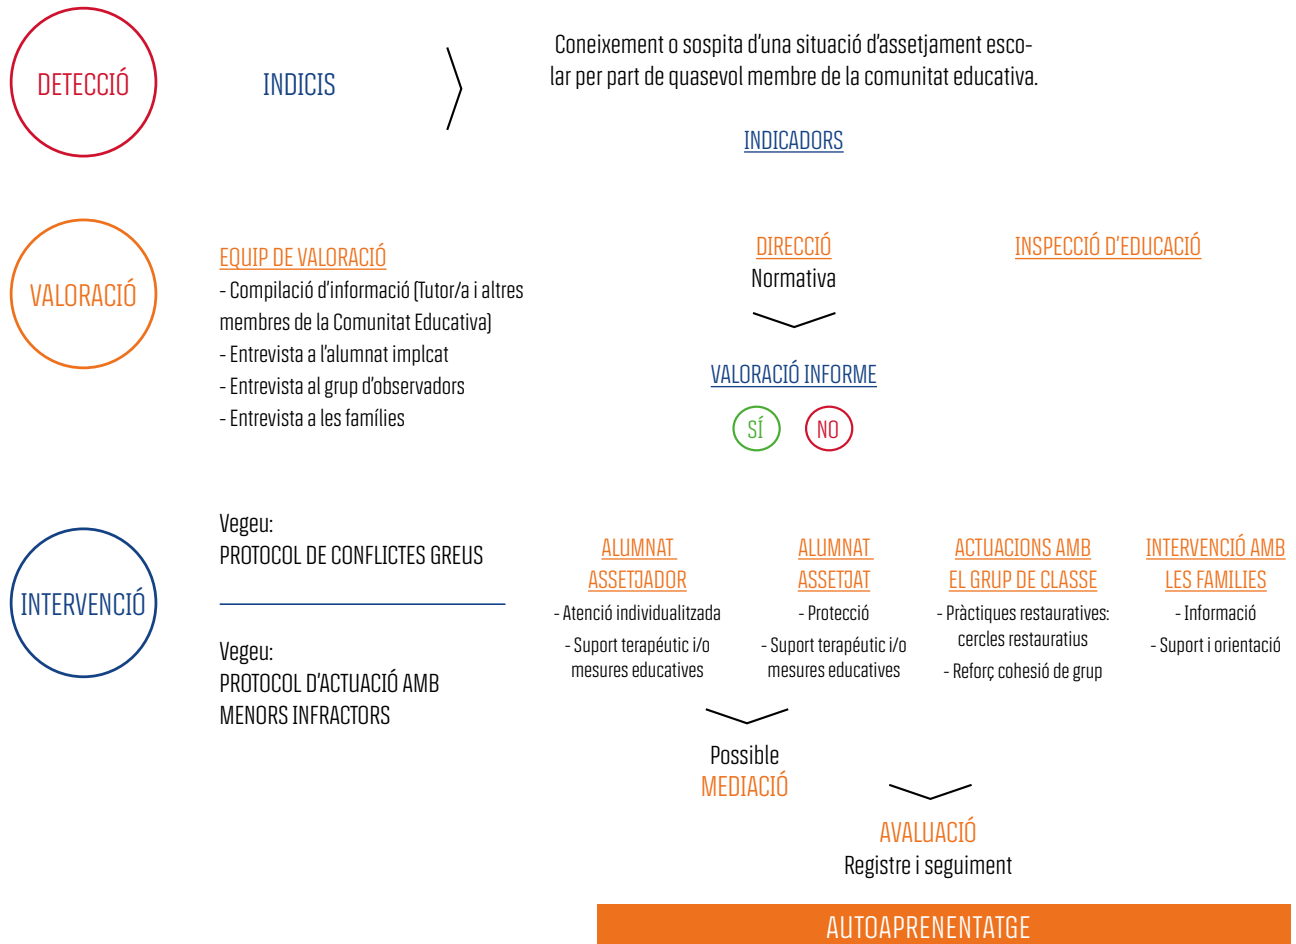 DETECCIÓ
INDICIS
Coneixement o sospita d'una situació d'assetjament esco-
lar per part de quasevol membre de la comunitat educativa.
INDICADORS
VALORACIÓ
EQUIP DE VALORACIÓ
- Compilació d'informació (Tutor/a i altres
membres de la Comunitat Educativa)
- Entrevista a l'alumnat implcat
- Entrevista al grup d'observadors
- Entrevista a les famílies
DIRECCIÓ
Normativa
INSPECCIÓ D'EDUCACIÓ
VALORACIÓ INFORME
SÍ
NO
INTERVENCIÓ
Vegeu:
PROTOCOL DE CONFLICTES GREUS
Vegeu:
PROTOCOL D'ACTUACIÓ AMB
MENORS INFRACTORS
ALUMNAT
ASSETJADOR
- Atenció individualitzada
- Suport terapéutic i/o
mesures educatives
ALUMNAT
ASSETJAT
- Protecció
- Suport terapéutic i/o
mesures educatives
ACTUACIONS AMB
EL GRUP DE CLASSE
- Pràctiques restauratives:
cercles restauratius
- Reforç cohesió de grup
INTERVENCIÓ AMB
LES FAMILIES
- Informació
- Suport i orientació
Possible
MEDIACIÓ
AVALUACIÓ
Registre i seguiment
AUTOAPRENENTATGE